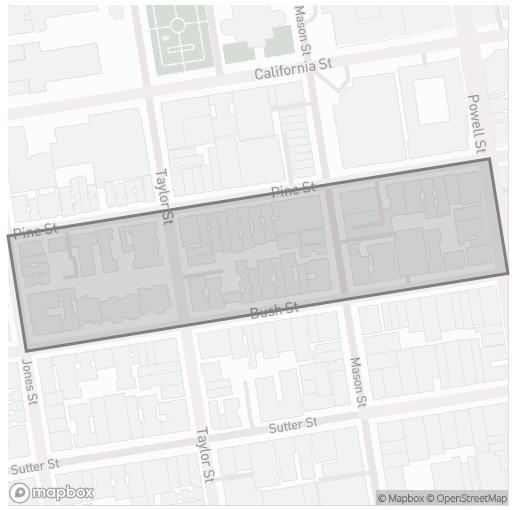 Mason St
California St
Powell St
Taylor St
Pine St
Pine St
Bush St
Jones St
Mason St
Taylor St
Sutter St
Sutter St
mapbox
© Mapbox © OpenStreetMap